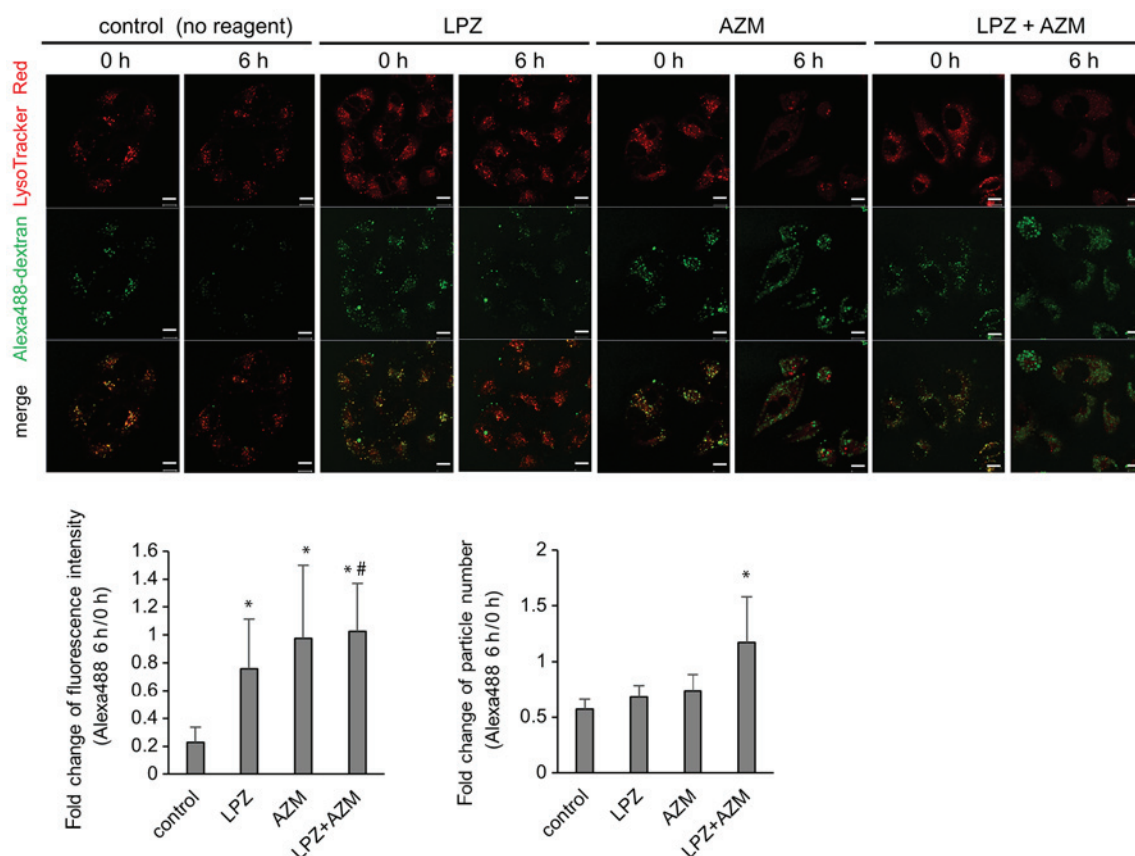 control (no reagent) LPZ AZM LPZ + AZM
0 h 6 h 0 h 6 h 0 h 6 h 0 h 6 h
LysoTracker Red
Alexa488-dextran
merge
Fold change of fluorescence intensity
(Alexa488 6 h/0 h)
1.6
1.4
1.2
1
0.8
0.6
0.4
0.2
0
*
*
* #
control
LPZ
AZM
LPZ+AZM
Fold change of particle number
(Alexa488 6 h/0 h)
2
1.5
1
0.5
0
*
control
LPZ
AZM
LPZ+AZM